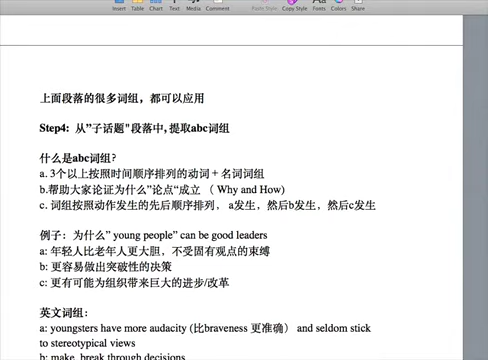 Insert Table Chart Text Media Comment Paste Style Copy Style Fonts Colors Share
上面段落的很多词组，都可以应用
Step4: 从”子话题"段落中, 提取abc词组
什么是abc词组?
a. 3个以上按照时间顺序排列的动词 + 名词词组
b.帮助大家论证为什么”论点“成立 （ Why and How)
c. 词组按照动作发生的先后顺序排列， a发生，然后b发生，然后c发生
例子：为什么” young people” can be good leaders
a: 年轻人比老年人更大胆，不受固有观点的束缚
b: 更容易做出突破性的决策
c: 更有可能为组织带来巨大的进步/改革
英文词组：
a: youngsters have more audacity (比braveness 更准确） and seldom stick
to stereotypical views
b: make break through decisions